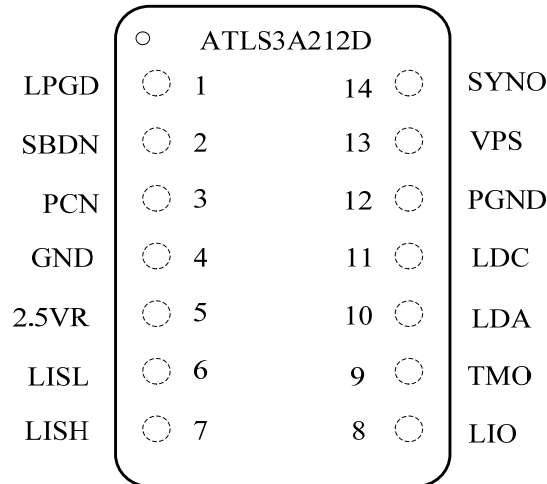 ATLS3A212D
LPGD 1 14 SYNO
SBDN 2 13 VPS
PCN 3 12 PGND
GND 4 11 LDC
2.5VR 5 10 LDA
LISL 6 9 TMO
LISH 7 8 LIO